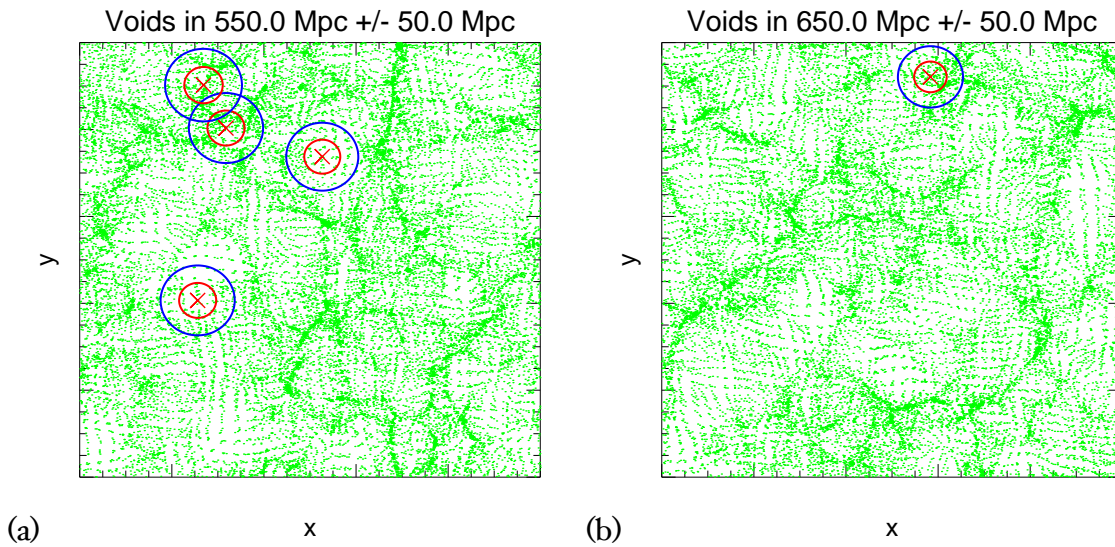 Voids in 550.0 Mpc +/- 50.0 Mpc
y
x
(a)
Voids in 650.0 Mpc +/- 50.0 Mpc
y
x
(b)